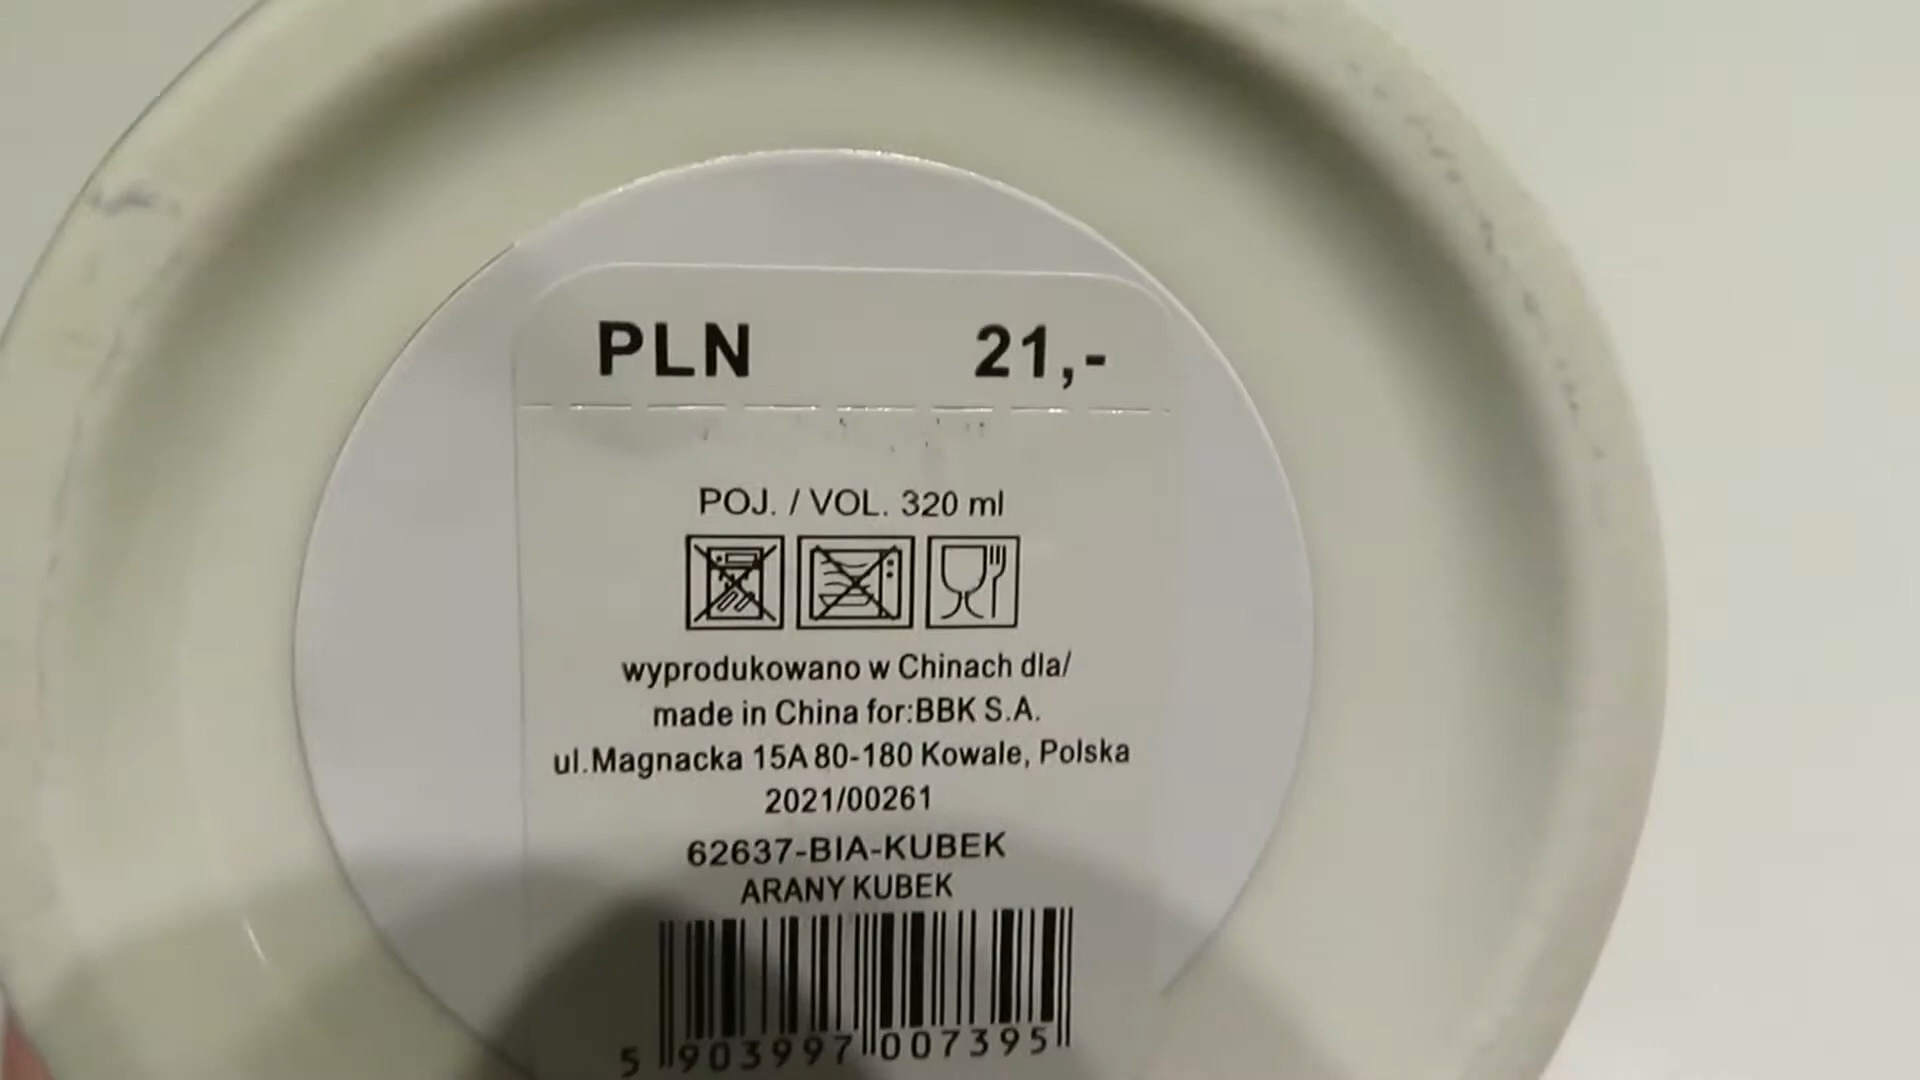 PLN 21,-
POJ. / VOL. 320 ml
wyprodukowano w Chinach dla/
made in China for:BBK S.A.
ul.Magnacka 15A 80-180 Kowale, Polska
2021/00261
62637-BIA-KUBEK
ARANY KUBEK
5 903997 007395